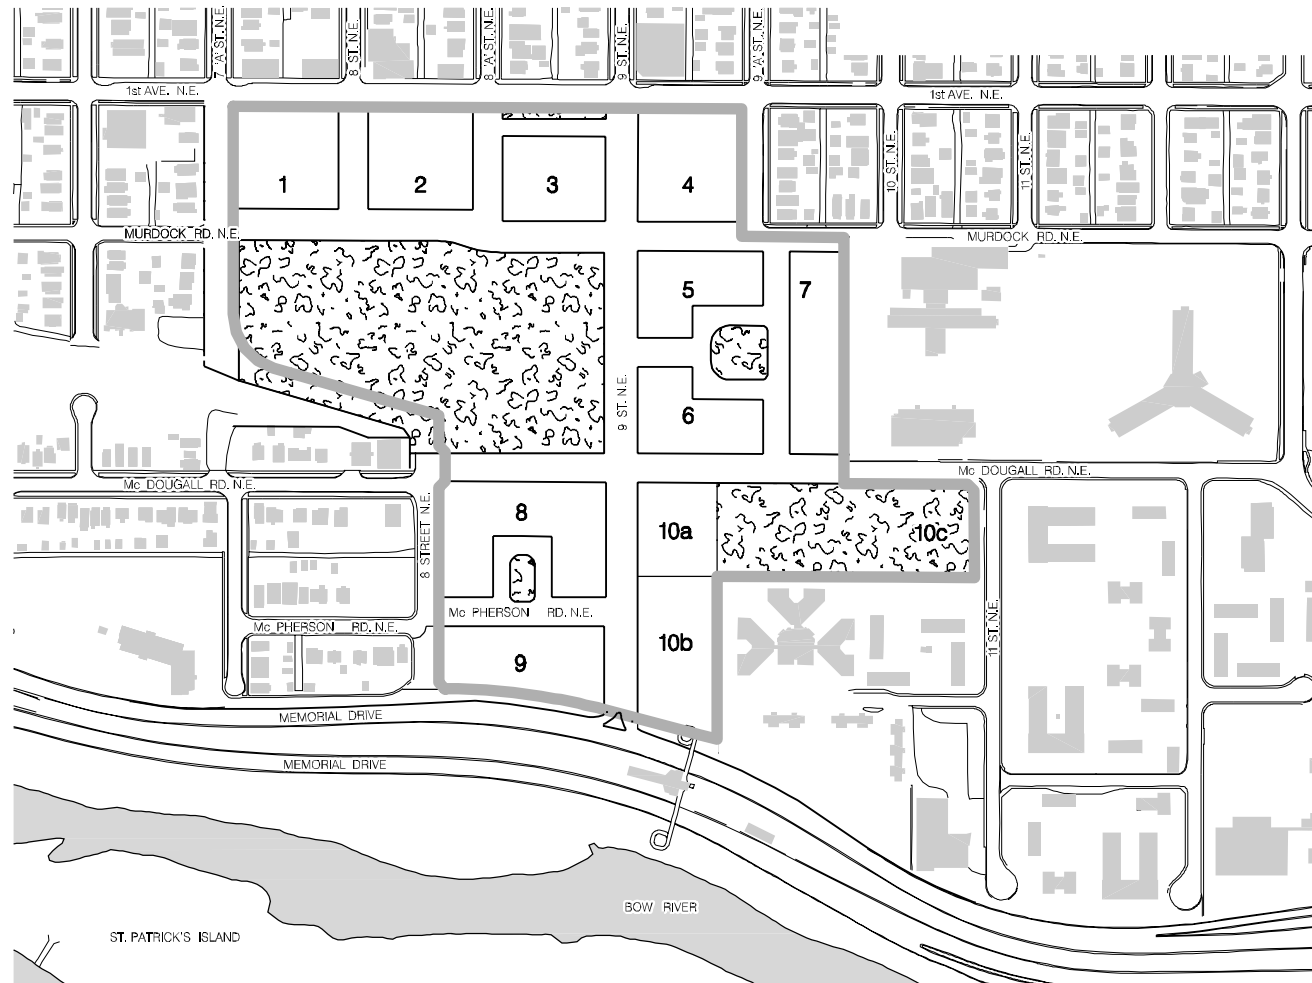 7 'A' ST. N.E.
8 ST. N.E.
8 'A' ST. N.E.
9 ST. N.E.
9 'A' ST. N.E.
1st AVE. N.E.
1st AVE. N.E.
10 ST. N.E.
11 ST. N.E.
1
2
3
4
MURDOCK RD. N.E.
MURDOCK RD. N.E.
5
7
9 ST. N.E.
6
Mc DOUGALL RD. N.E.
Mc DOUGALL RD. N.E.
8 STREET N.E.
8
10a
10c
Mc PHERSON RD. N.E.
Mc PHERSON RD. N.E.
11 ST. N.E.
9
10b
MEMORIAL DRIVE
MEMORIAL DRIVE
BOW RIVER
ST. PATRICK'S ISLAND